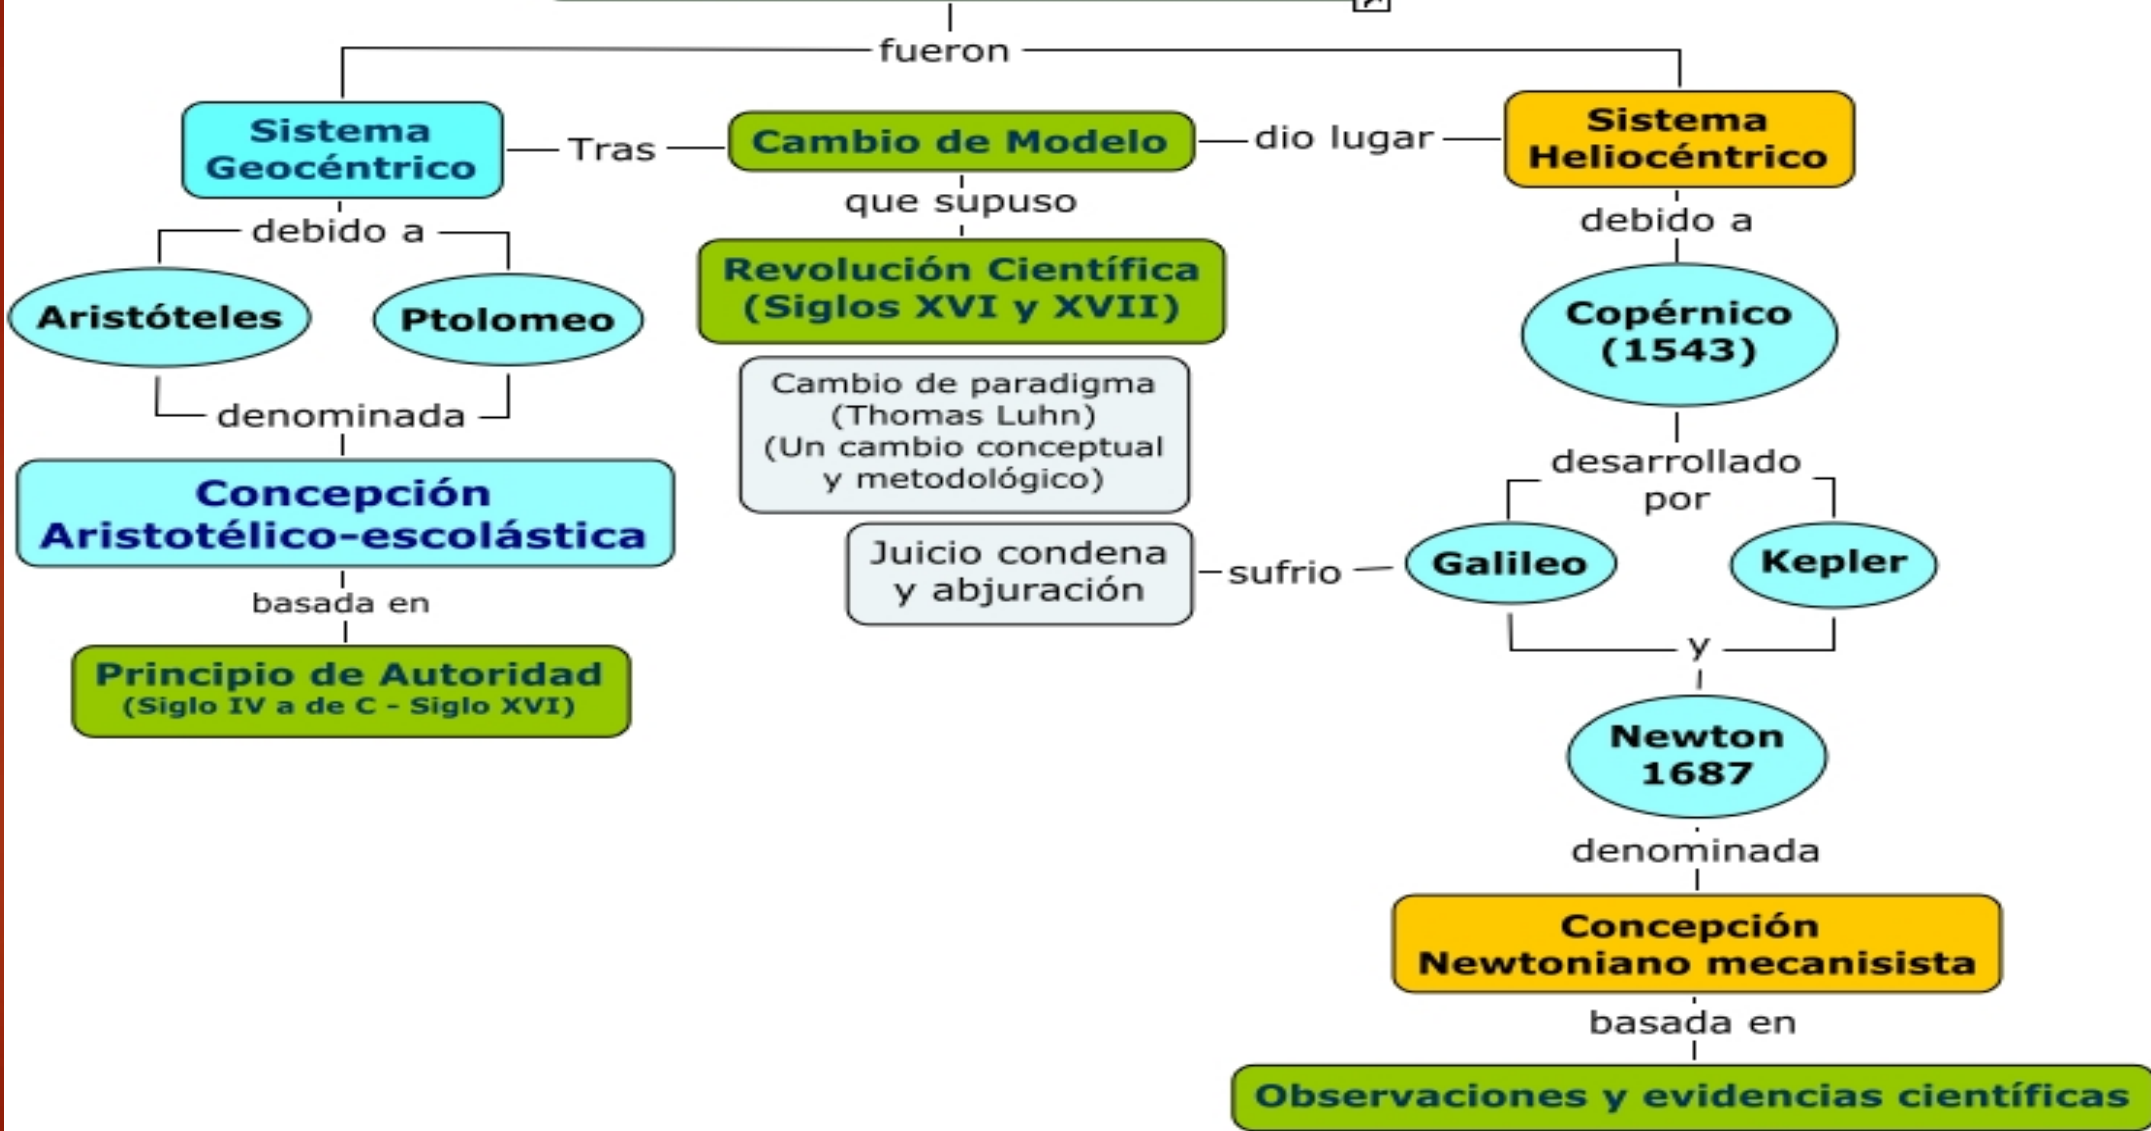 fueron
Sistema
Geocéntrico
Tras
Cambio de Modelo
dio lugar
Sistema
Heliocéntrico
debido a
que supuso
debido a
Aristóteles
Ptolomeo
Revolución Científica
(Siglos XVI y XVII)
Copérnico
(1543)
denominada
Cambio de paradigma
(Thomas Luhn)
(Un cambio conceptual
y metodológico)
desarrollado
por
Concepción
Aristotélico-escolástica
Juicio condena
y abjuración
sufrio
Galileo
Kepler
basada en
y
Principio de Autoridad
(Siglo IV a de C - Siglo XVI)
Newton
1687
denominada
Concepción
Newtoniano mecanisista
basada en
Observaciones y evidencias científicas